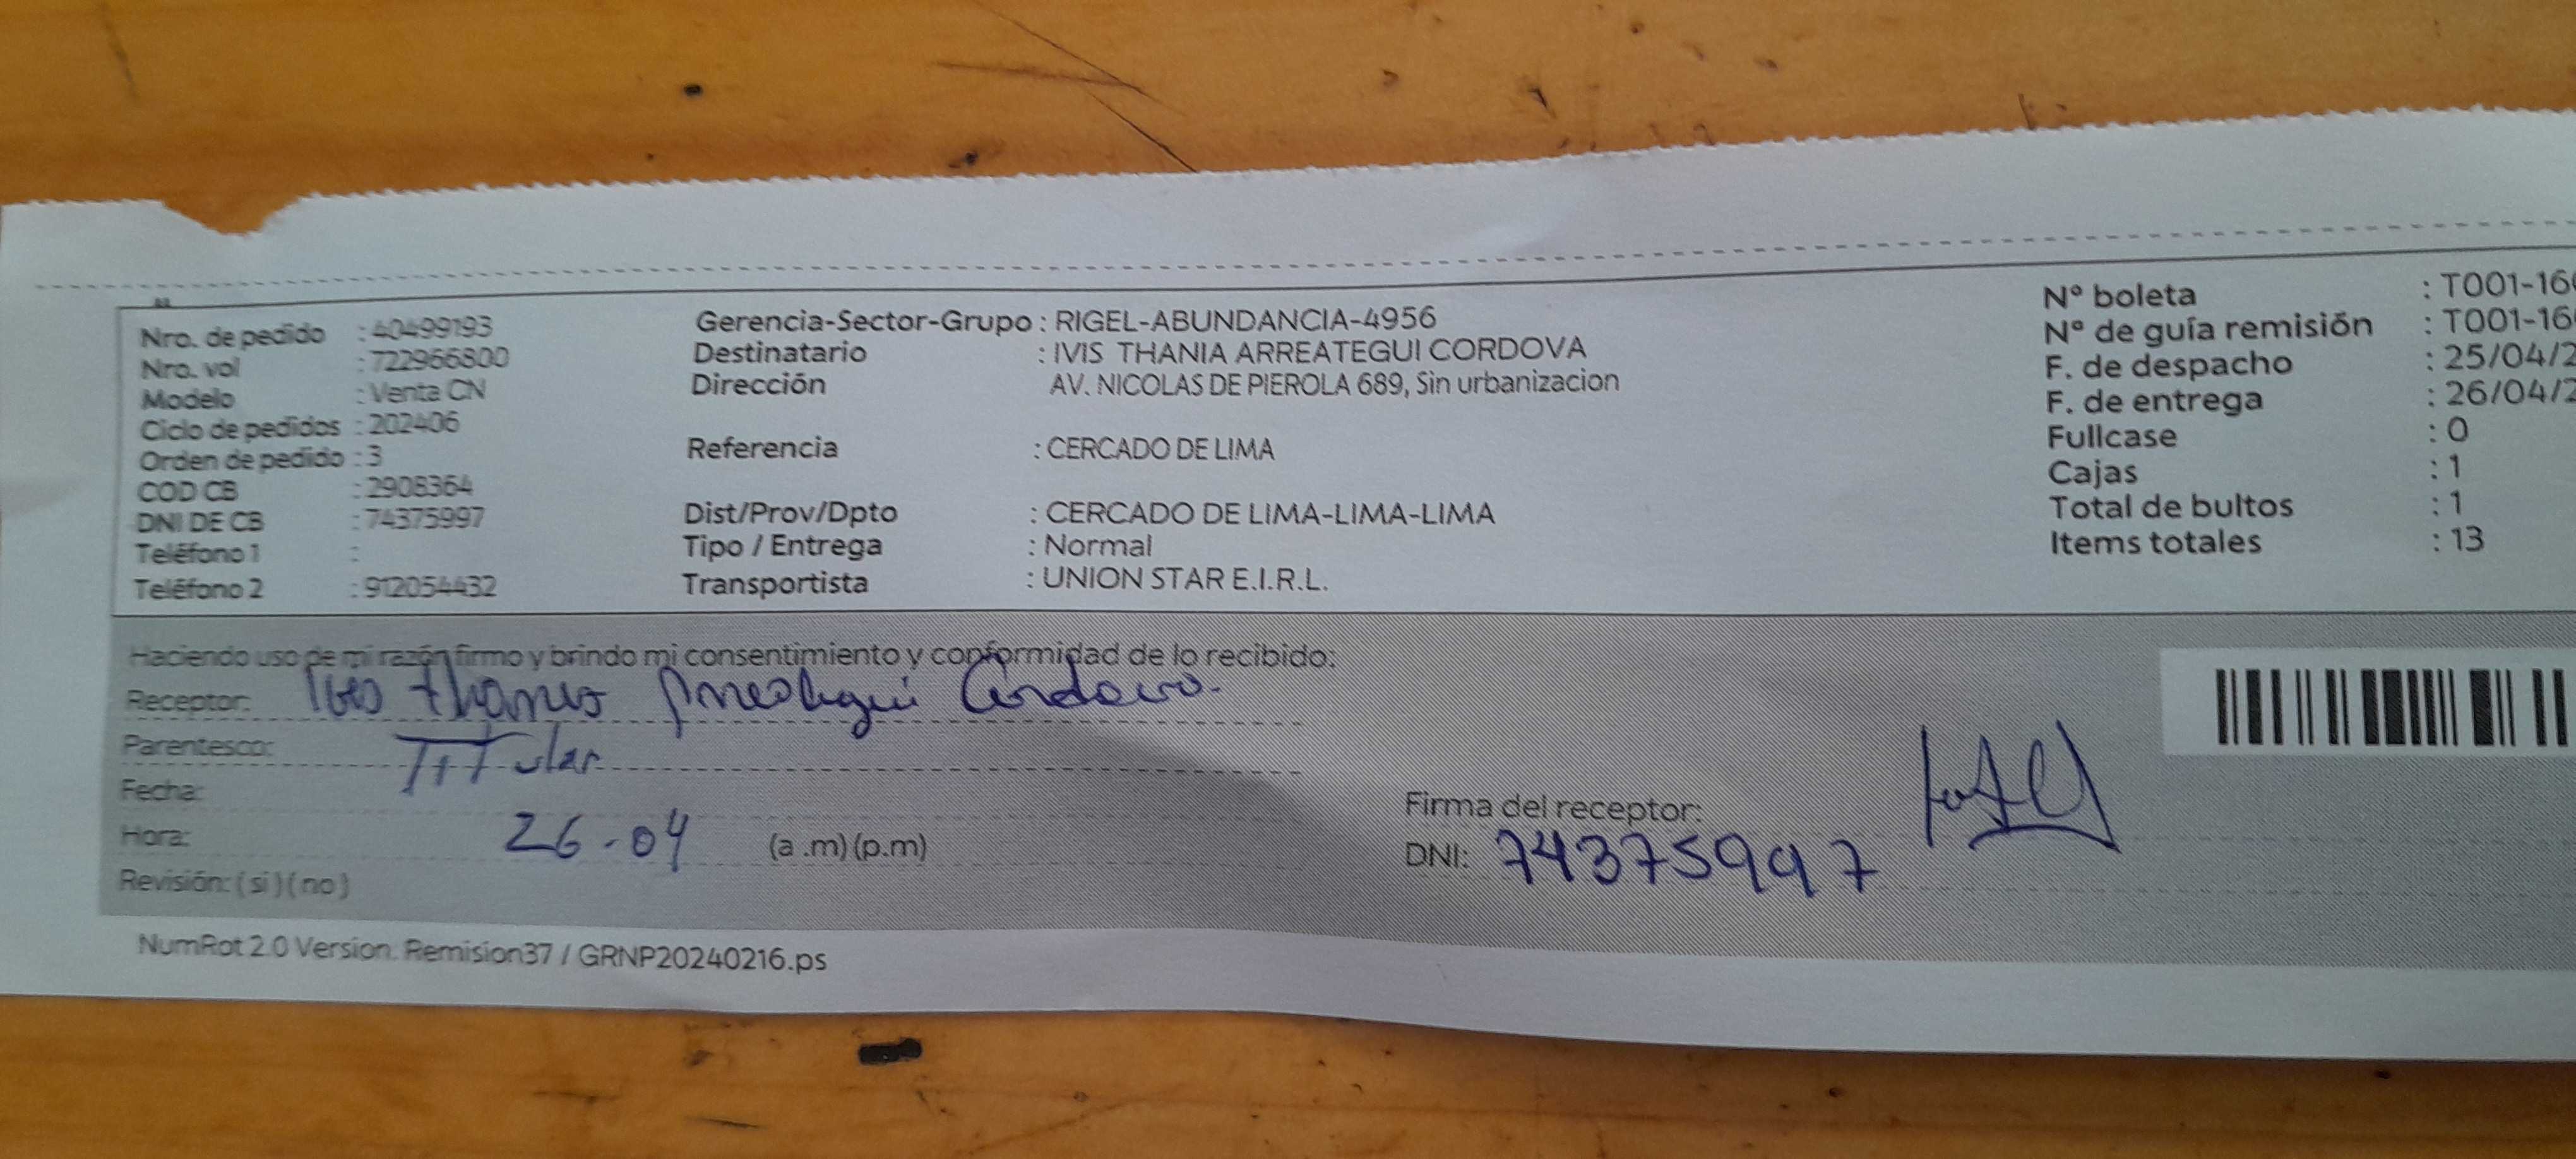 Nro. de pedido : 40499193
Nro. vol : 722966800
Modelo : Venta CN
Ciclo de pedidos : 202406
Orden de pedido : 3
COD CB : 2908364
DNI DE CB : 74375997
Teléfono 1 :
Teléfono 2 : 912054432
Gerencia-Sector-Grupo : RIGEL-ABUNDANCIA-4956
Destinatario : IVIS THANIA ARREATEGUI CORDOVA
Dirección AV. NICOLAS DE PIEROLA 689, Sin urbanizacion
Referencia : CERCADO DE LIMA
Dist/Prov/Dpto : CERCADO DE LIMA-LIMA-LIMA
Tipo / Entrega : Normal
Transportista : UNION STAR E.I.R.L.
N° boleta : T001-16
N° de guía remisión : T001-16
F. de despacho : 25/04/2
F. de entrega : 26/04/2
Fullcase : 0
Cajas : 1
Total de bultos : 1
Items totales : 13
Haciendo uso de mi razón firmo y brindo mi consentimiento y conformidad de lo recibido:
Receptor: Ivis Thania Arreategui Cordova.
Parentesco: Titular
Fecha:
Hora: 26-04 (a .m) (p.m)
Revisión: ( si ) ( no )
Firma del receptor:
DNI: 74375997
NumRot 2.0 Version: Remision37 / GRNP20240216.ps